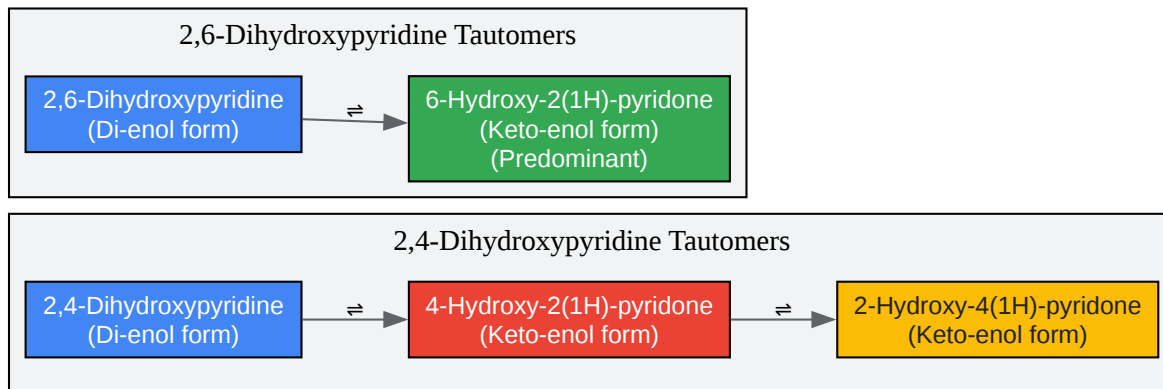 2,6-Dihydroxypyridine Tautomers
2,6-Dihydroxypyridine
(Di-enol form)
⇌
6-Hydroxy-2(1H)-pyridone
(Keto-enol form)
(Predominant)
2,4-Dihydroxypyridine Tautomers
2,4-Dihydroxypyridine
(Di-enol form)
⇌
4-Hydroxy-2(1H)-pyridone
(Keto-enol form)
⇌
2-Hydroxy-4(1H)-pyridone
(Keto-enol form)